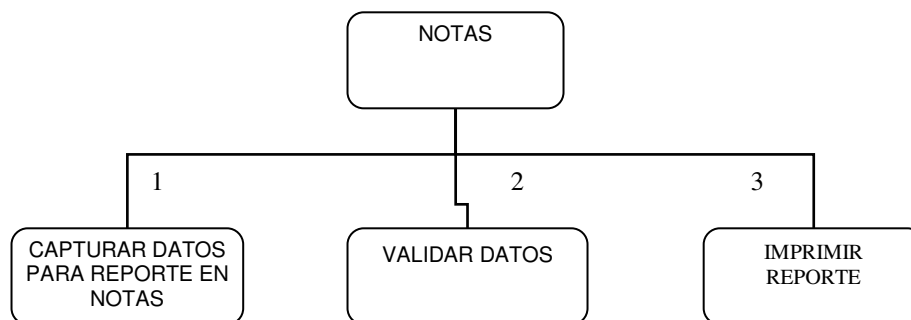 NOTAS
1
2
3
CAPTURAR DATOS
PARA REPORTE EN
NOTAS
VALIDAR DATOS
IMPRIMIR
REPORTE